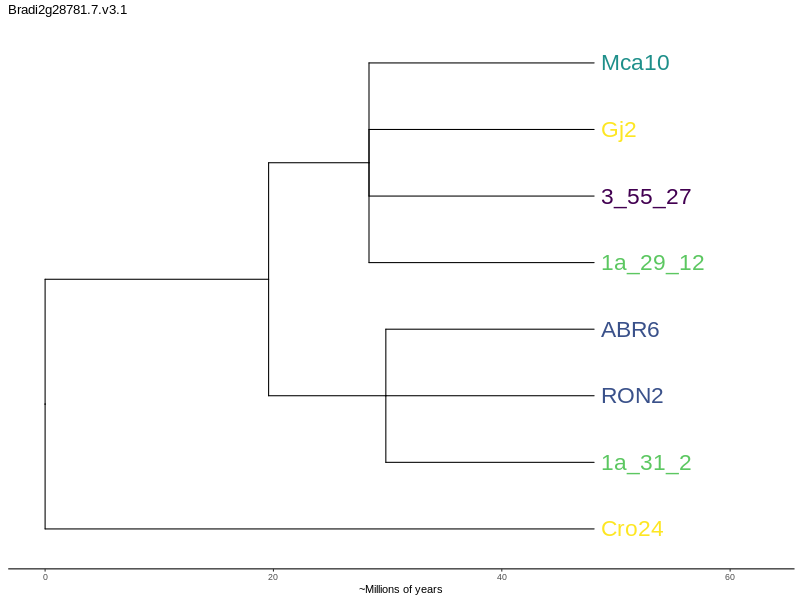 Bradi2g28781.7.v3.1
Mca10
Gj2
3_55_27
1a_29_12
ABR6
RON2
1a_31_2
Cro24
0 20 40 60
~Millions of years